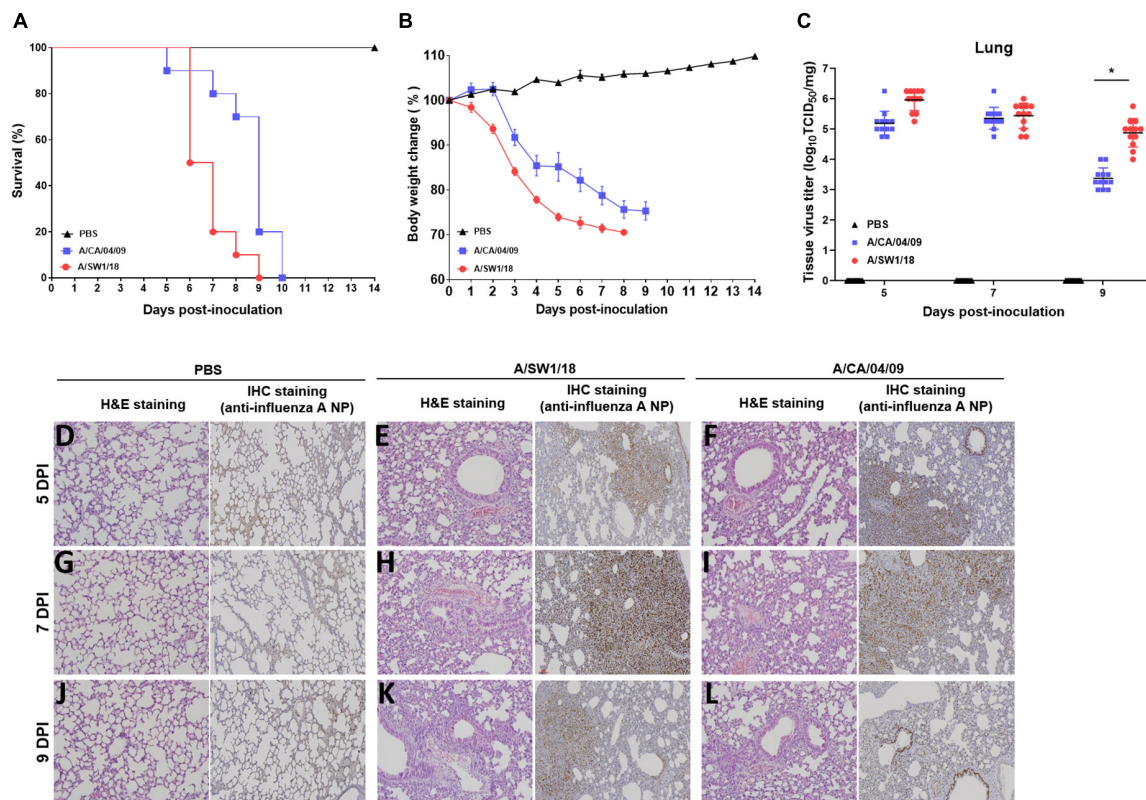 A
100
80
60
40
20
0
Survival (%)
0 1 2 3 4 5 6 7 8 9 10 11 12 13 14
Days post-inoculation
PBS
A/CA/04/09
A/SW1/18
B
110
100
90
80
70
60
Body weight change ( % )
0 1 2 3 4 5 6 7 8 9 10 11 12 13 14
Days post-inoculation
PBS
A/CA/04/09
A/SW1/18
C
Lung
*
7
6
5
4
3
2
1
0
Tissue virus titer (log10TCID50/mg)
5 7 9
Days post-inoculation
PBS
A/CA/04/09
A/SW1/18
PBS A/SW1/18 A/CA/04/09
H&E staining IHC staining (anti-influenza A NP) H&E staining IHC staining (anti-influenza A NP) H&E staining IHC staining (anti-influenza A NP)
5 DPI
D E F
7 DPI
G H I
9 DPI
J K L